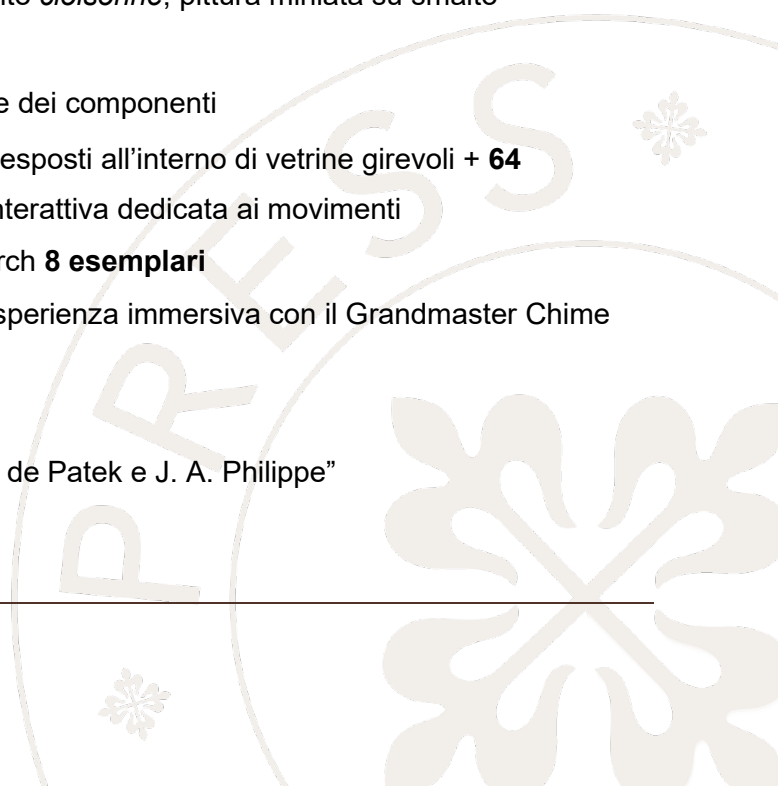 cloisonné, pittura miniata su smalto
e dei componenti
esposti all’interno di vetrine girevoli + 64
nterattiva dedicata ai movimenti
rch 8 esemplari
sperienza immersiva con il Grandmaster Chime
de Patek e J. A. Philippe”
PRESS